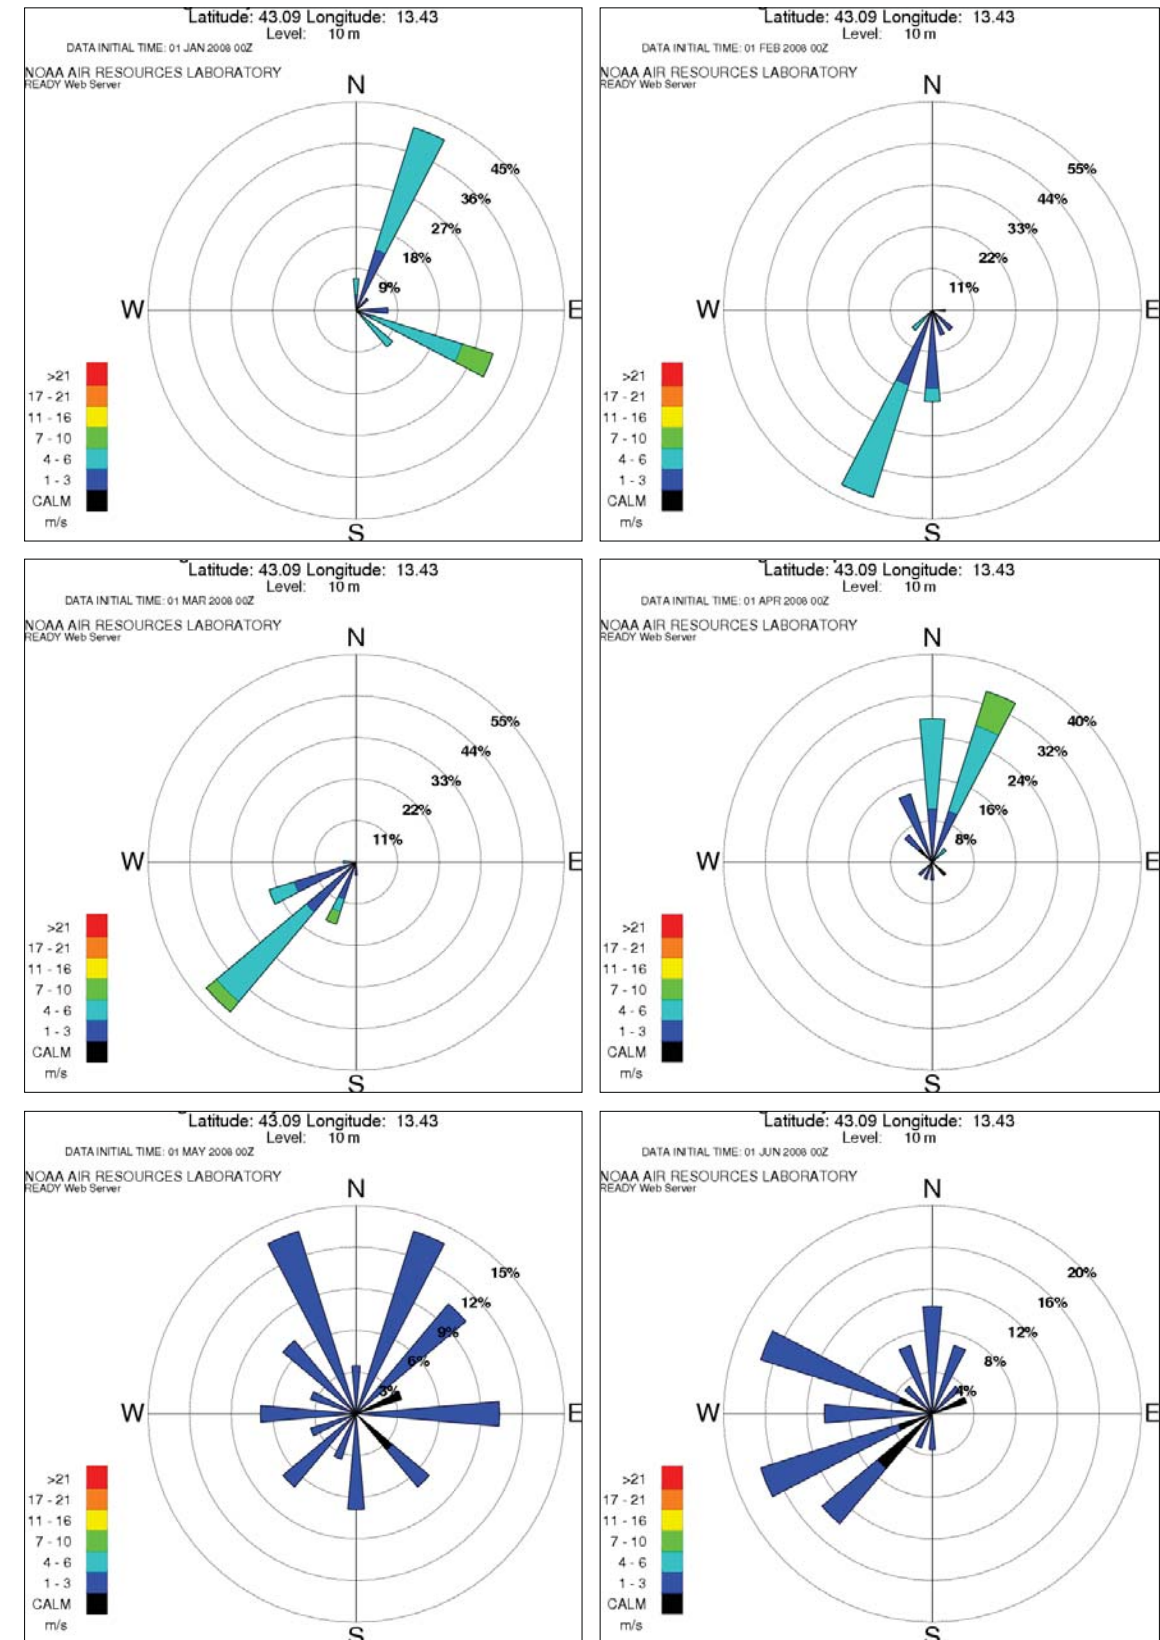 Latitude: 43.09 Longitude: 13.43
Level: 10 m
DATA INITIAL TIME: 01 JAN 2008 00Z
NOAA AIR RESOURCES LABORATORY
READY Web Server
N
45%
36%
27%
18%
9%
W
E
>21
17 - 21
11 - 16
7 - 10
4 - 6
1 - 3
CALM
m/s
S
Latitude: 43.09 Longitude: 13.43
Level: 10 m
DATA INITIAL TIME: 01 FEB 2008 00Z
NOAA AIR RESOURCES LABORATORY
READY Web Server
N
55%
44%
33%
22%
11%
W
E
>21
17 - 21
11 - 16
7 - 10
4 - 6
1 - 3
CALM
m/s
S
Latitude: 43.09 Longitude: 13.43
Level: 10 m
DATA INITIAL TIME: 01 MAR 2008 00Z
NOAA AIR RESOURCES LABORATORY
READY Web Server
N
55%
44%
33%
22%
11%
W
E
>21
17 - 21
11 - 16
7 - 10
4 - 6
1 - 3
CALM
m/s
S
Latitude: 43.09 Longitude: 13.43
Level: 10 m
DATA INITIAL TIME: 01 APR 2008 00Z
NOAA AIR RESOURCES LABORATORY
READY Web Server
N
40%
32%
24%
16%
8%
W
E
>21
17 - 21
11 - 16
7 - 10
4 - 6
1 - 3
CALM
m/s
S
Latitude: 43.09 Longitude: 13.43
Level: 10 m
DATA INITIAL TIME: 01 MAY 2008 00Z
NOAA AIR RESOURCES LABORATORY
READY Web Server
N
15%
12%
9%
6%
3%
W
E
>21
17 - 21
11 - 16
7 - 10
4 - 6
1 - 3
CALM
m/s
S
Latitude: 43.09 Longitude: 13.43
Level: 10 m
DATA INITIAL TIME: 01 JUN 2008 00Z
NOAA AIR RESOURCES LABORATORY
READY Web Server
N
20%
16%
12%
8%
4%
W
E
>21
17 - 21
11 - 16
7 - 10
4 - 6
1 - 3
CALM
m/s
S